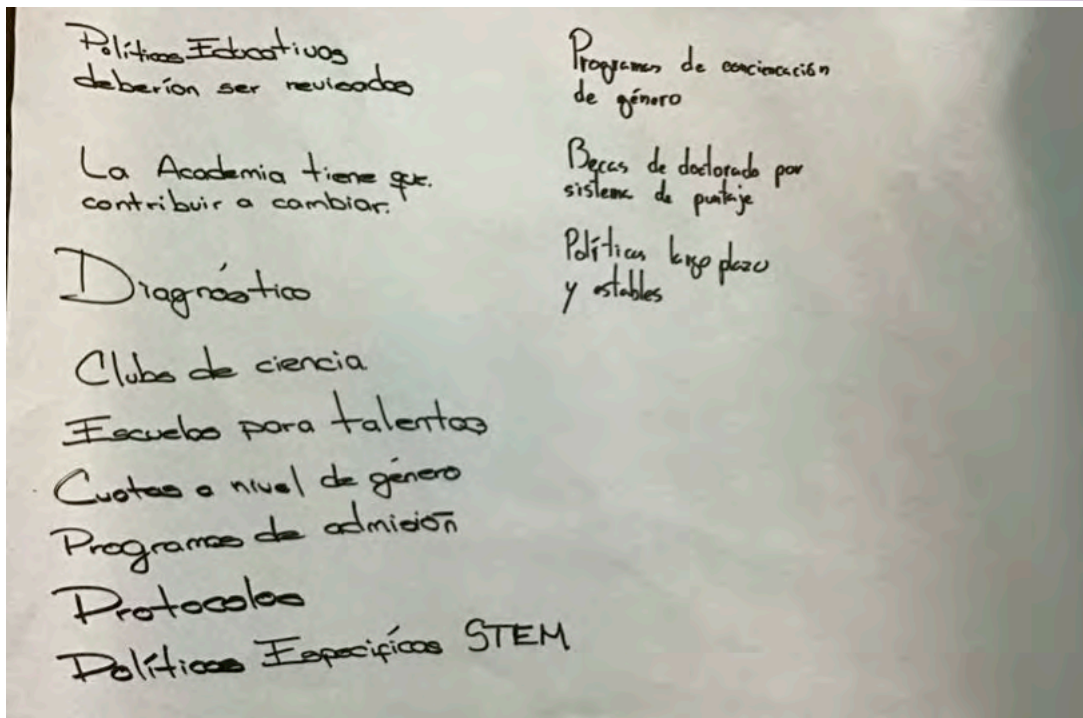 Políticas Educativas
deberían ser revisadas
La Academia tiene que.
contribuir a cambiar.
Diagnóstico
Clubs de ciencia
Escuelas para talentos
Cuotas a nivel de género
Programas de admisión
Protocolos
Políticas Especificas STEM
Programas de concincación
de género
Becas de doctorado por
sistema de puntaje
Políticas largo plazo
y estables